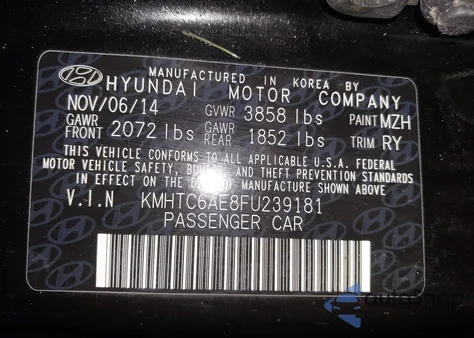 MANUFACTURED IN KOREA BY
HYUNDAI MOTOR COMPANY
NOV/06/14 GVWR 3858 lbs PAINT MZH
GAWR FRONT 2072 lbs GAWR REAR 1852 lbs TRIM RY
THIS VEHICLE CONFORMS TO ALL APPLICABLE U.S.A. FEDERAL
MOTOR VEHICLE SAFETY, BUMPER, AND THEFT PREVENTION STANDARDS
IN EFFECT ON THE DATE OF MANUFACTURE SHOWN ABOVE.
V.I.N KMHTC6AE8FU239181
PASSENGER CAR